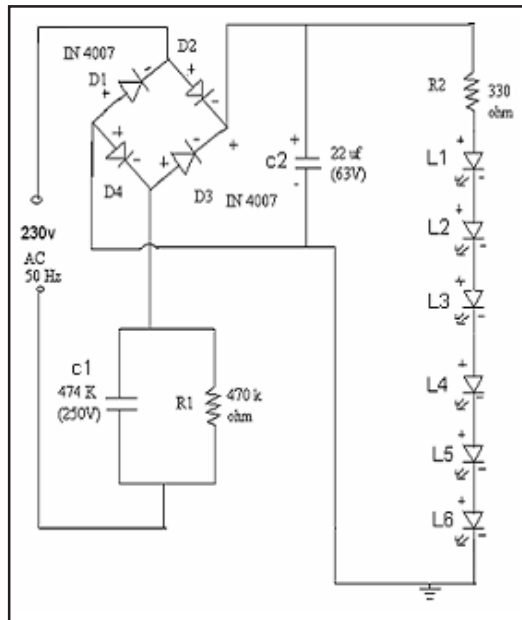 IN 4007
D2
D1
D4
D3
IN 4007
+
-
+
-
+
-
+
-
+
230v
AC
50 Hz
c1
474 K
(250V)
R1
470 k
ohm
c2
+
-
22 uf
(63V)
R2
330
ohm
L1
+
-
L2
+
-
L3
+
-
L4
+
-
L5
+
-
L6
+
-